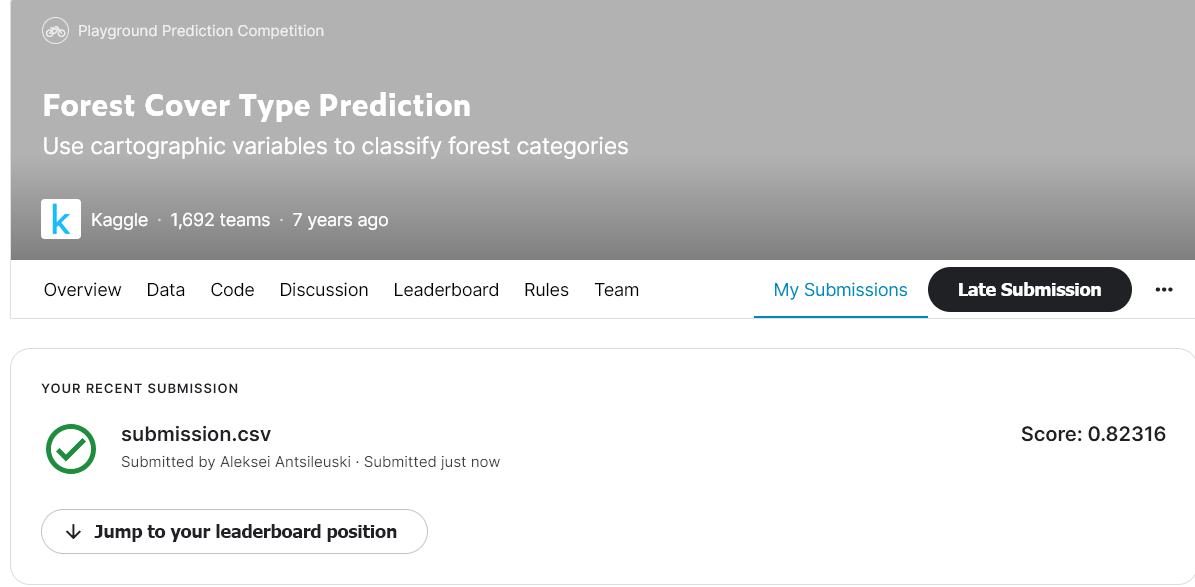 Playground Prediction Competition
Forest Cover Type Prediction
Use cartographic variables to classify forest categories
k Kaggle · 1,692 teams · 7 years ago
Overview Data Code Discussion Leaderboard Rules Team My Submissions Late Submission ...
YOUR RECENT SUBMISSION
submission.csv Score: 0.82316
Submitted by Aleksei Antsileuski · Submitted just now
↓ Jump to your leaderboard position